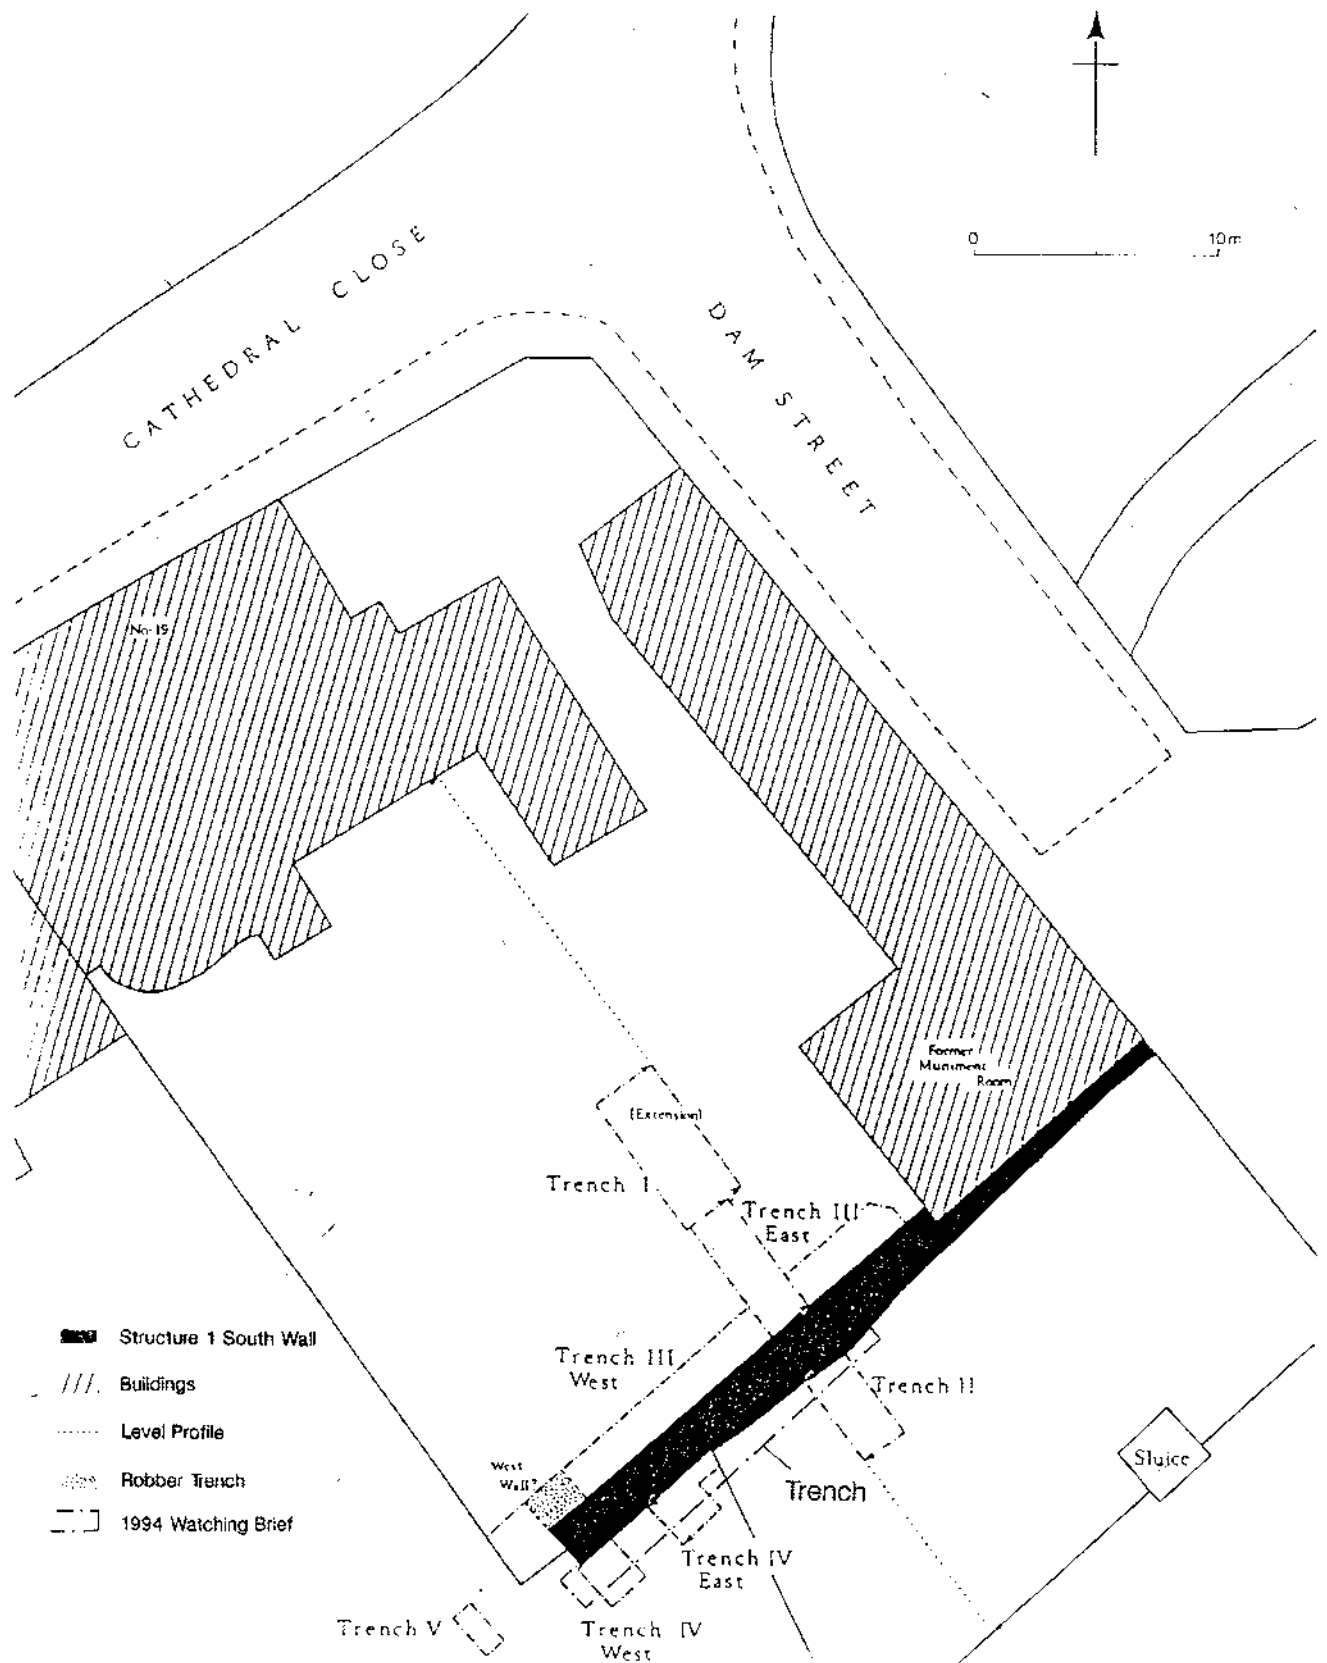 0 10m
CATHEDRAL CLOSE
DAM STREET
No 19
Former
Muniment
Room
(Extension)
Trench I
Trench III
East
Trench III
West
Trench II
West
Wall?
Sluice
Trench
Trench IV
East
Trench V
Trench IV
West
Structure 1 South Wall
Buildings
Level Profile
Robber Trench
1994 Watching Brief